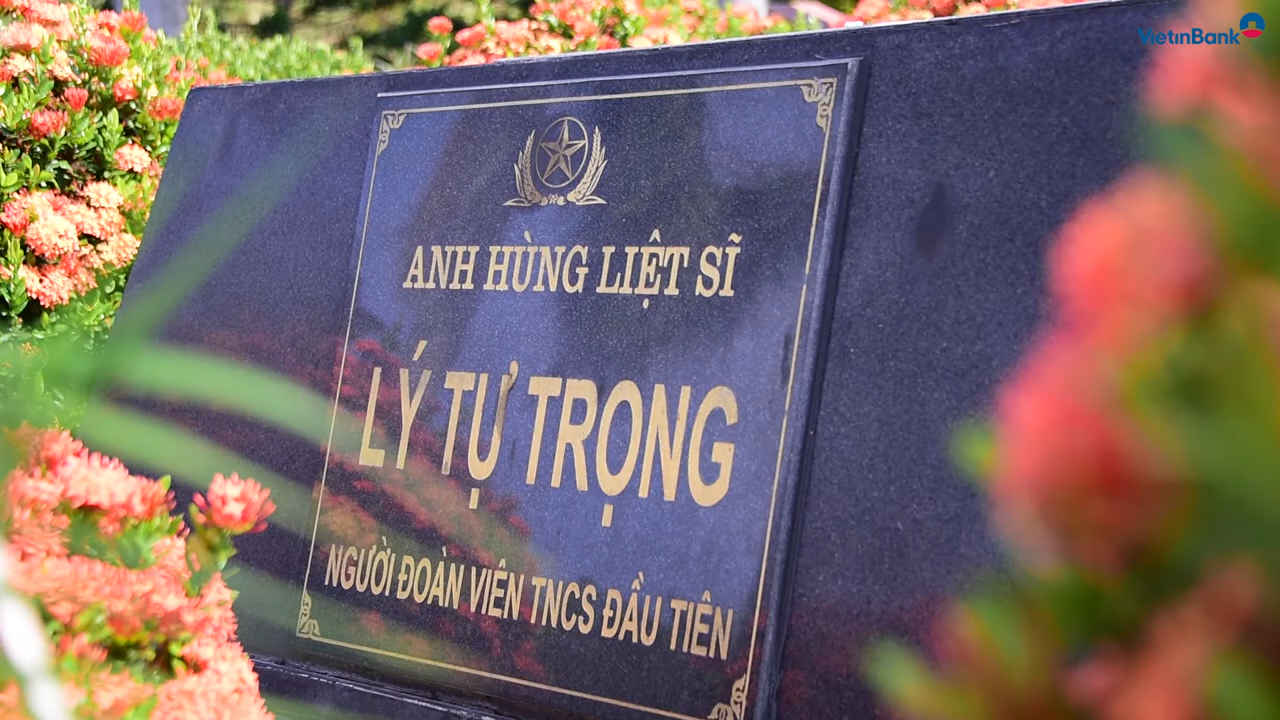 VietinBank
ANH HÙNG LIỆT SĨ
LÝ TỰ TRỌNG
NGƯỜI ĐOÀN VIÊN TNCS ĐẦU TIÊN